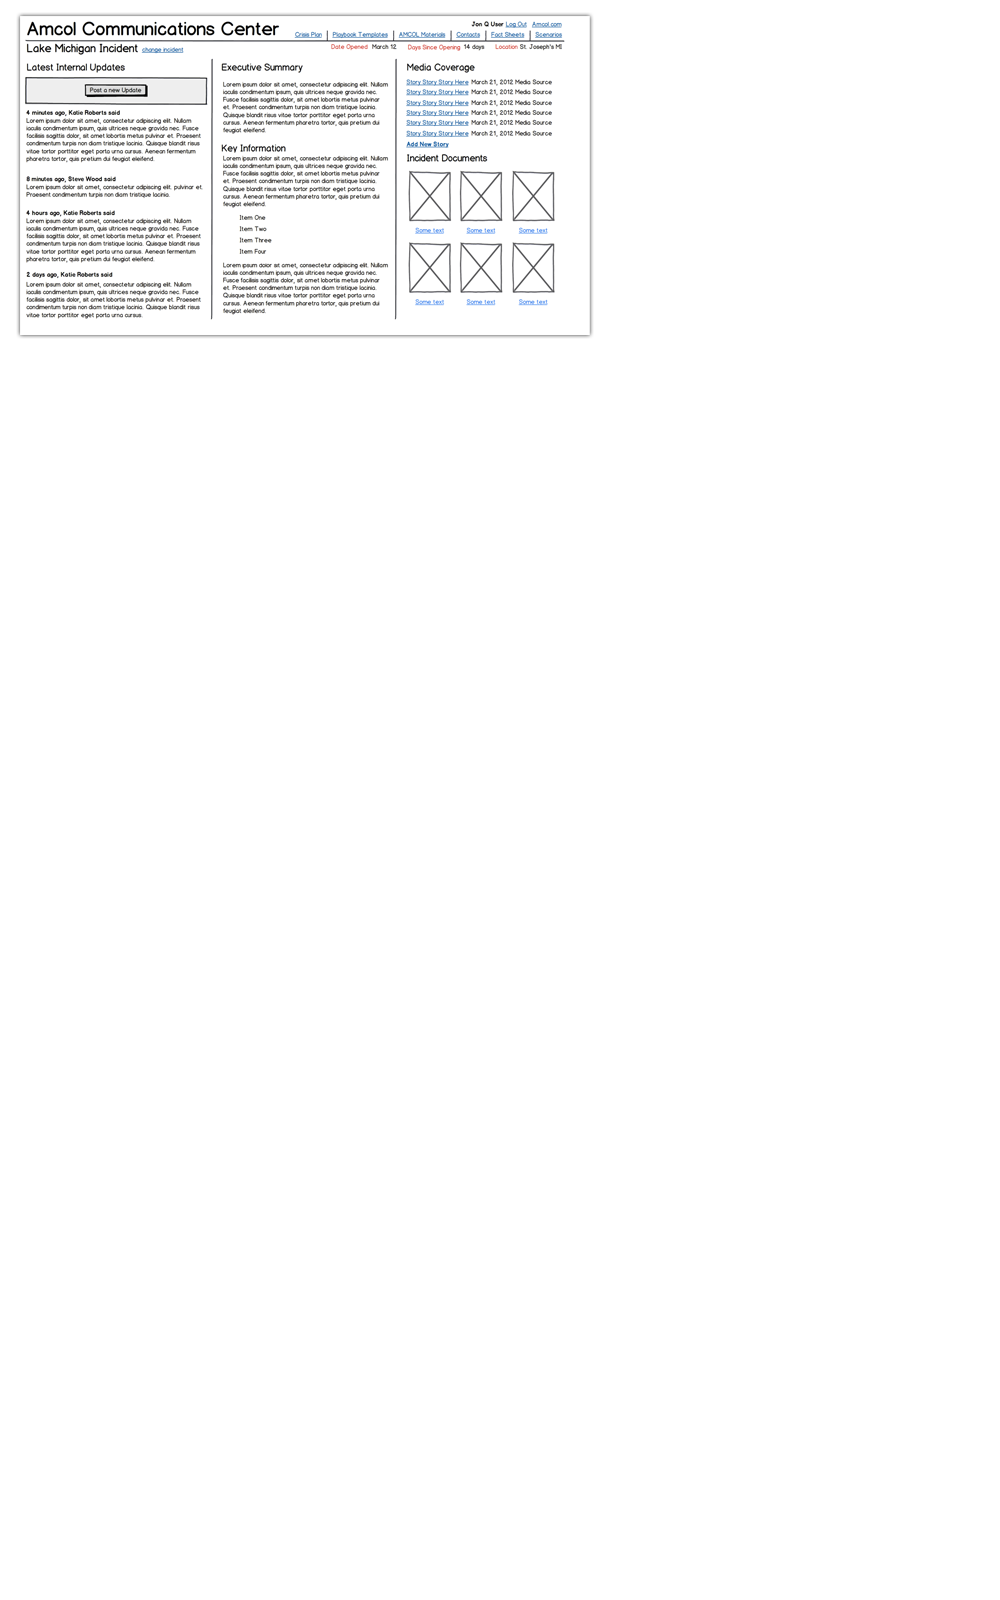 Amcol Communications Center
Jon Q User Log Out Amcol.com
Crisis Plan Playbook Templates AMCOL Materials Contacts Fact Sheets Scenarios
Lake Michigan Incident change incident
Date Opened March 12 Days Since Opening 14 days Location St. Joseph's MI
Latest Internal Updates
Post a new Update
4 minutes ago, Katie Roberts said
Lorem ipsum dolor sit amet, consectetur adipiscing elit. Nullam
iaculis condimentum ipsum, quis ultrices neque gravida nec. Fusce
facilisis sagittis dolor, sit amet lobortis metus pulvinar et. Praesent
condimentum turpis non diam tristique lacinia. Quisque blandit risus
vitae tortor porttitor eget porta urna cursus. Aenean fermentum
pharetra tortor, quis pretium dui feugiat eleifend.
8 minutes ago, Steve Wood said
Lorem ipsum dolor sit amet, consectetur adipiscing elit. pulvinar et.
Praesent condimentum turpis non diam tristique lacinia.
4 hours ago, Katie Roberts said
Lorem ipsum dolor sit amet, consectetur adipiscing elit. Nullam
iaculis condimentum ipsum, quis ultrices neque gravida nec. Fusce
facilisis sagittis dolor, sit amet lobortis metus pulvinar et. Praesent
condimentum turpis non diam tristique lacinia. Quisque blandit risus
vitae tortor porttitor eget porta urna cursus. Aenean fermentum
pharetra tortor, quis pretium dui feugiat eleifend.
2 days ago, Katie Roberts said
Lorem ipsum dolor sit amet, consectetur adipiscing elit. Nullam
iaculis condimentum ipsum, quis ultrices neque gravida nec. Fusce
facilisis sagittis dolor, sit amet lobortis metus pulvinar et. Praesent
condimentum turpis non diam tristique lacinia. Quisque blandit risus
vitae tortor porttitor eget porta urna cursus.
Executive Summary
Lorem ipsum dolor sit amet, consectetur adipiscing elit. Nullam
iaculis condimentum ipsum, quis ultrices neque gravida nec.
Fusce facilisis sagittis dolor, sit amet lobortis metus pulvinar
et. Praesent condimentum turpis non diam tristique lacinia.
Quisque blandit risus vitae tortor porttitor eget porta urna
cursus. Aenean fermentum pharetra tortor, quis pretium dui
feugiat eleifend.
Key Information
Lorem ipsum dolor sit amet, consectetur adipiscing elit. Nullam
iaculis condimentum ipsum, quis ultrices neque gravida nec.
Fusce facilisis sagittis dolor, sit amet lobortis metus pulvinar
et. Praesent condimentum turpis non diam tristique lacinia.
Quisque blandit risus vitae tortor porttitor eget porta urna
cursus. Aenean fermentum pharetra tortor, quis pretium dui
feugiat eleifend.
Item One
Item Two
Item Three
Item Four
Lorem ipsum dolor sit amet, consectetur adipiscing elit. Nullam
iaculis condimentum ipsum, quis ultrices neque gravida nec.
Fusce facilisis sagittis dolor, sit amet lobortis metus pulvinar
et. Praesent condimentum turpis non diam tristique lacinia.
Quisque blandit risus vitae tortor porttitor eget porta urna
cursus. Aenean fermentum pharetra tortor, quis pretium dui
feugiat eleifend.
Media Coverage
Story Story Story Here March 21, 2012 Media Source
Story Story Story Here March 21, 2012 Media Source
Story Story Story Here March 21, 2012 Media Source
Story Story Story Here March 21, 2012 Media Source
Story Story Story Here March 21, 2012 Media Source
Story Story Story Here March 21, 2012 Media Source
Add New Story
Incident Documents
Some text Some text Some text
Some text Some text Some text